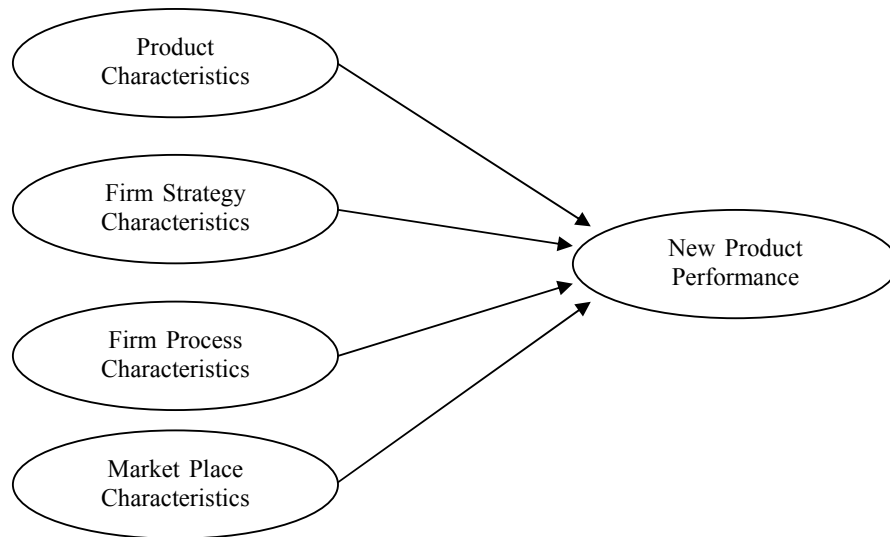 Product
Characteristics
Firm Strategy
Characteristics
New Product
Performance
Firm Process
Characteristics
Market Place
Characteristics